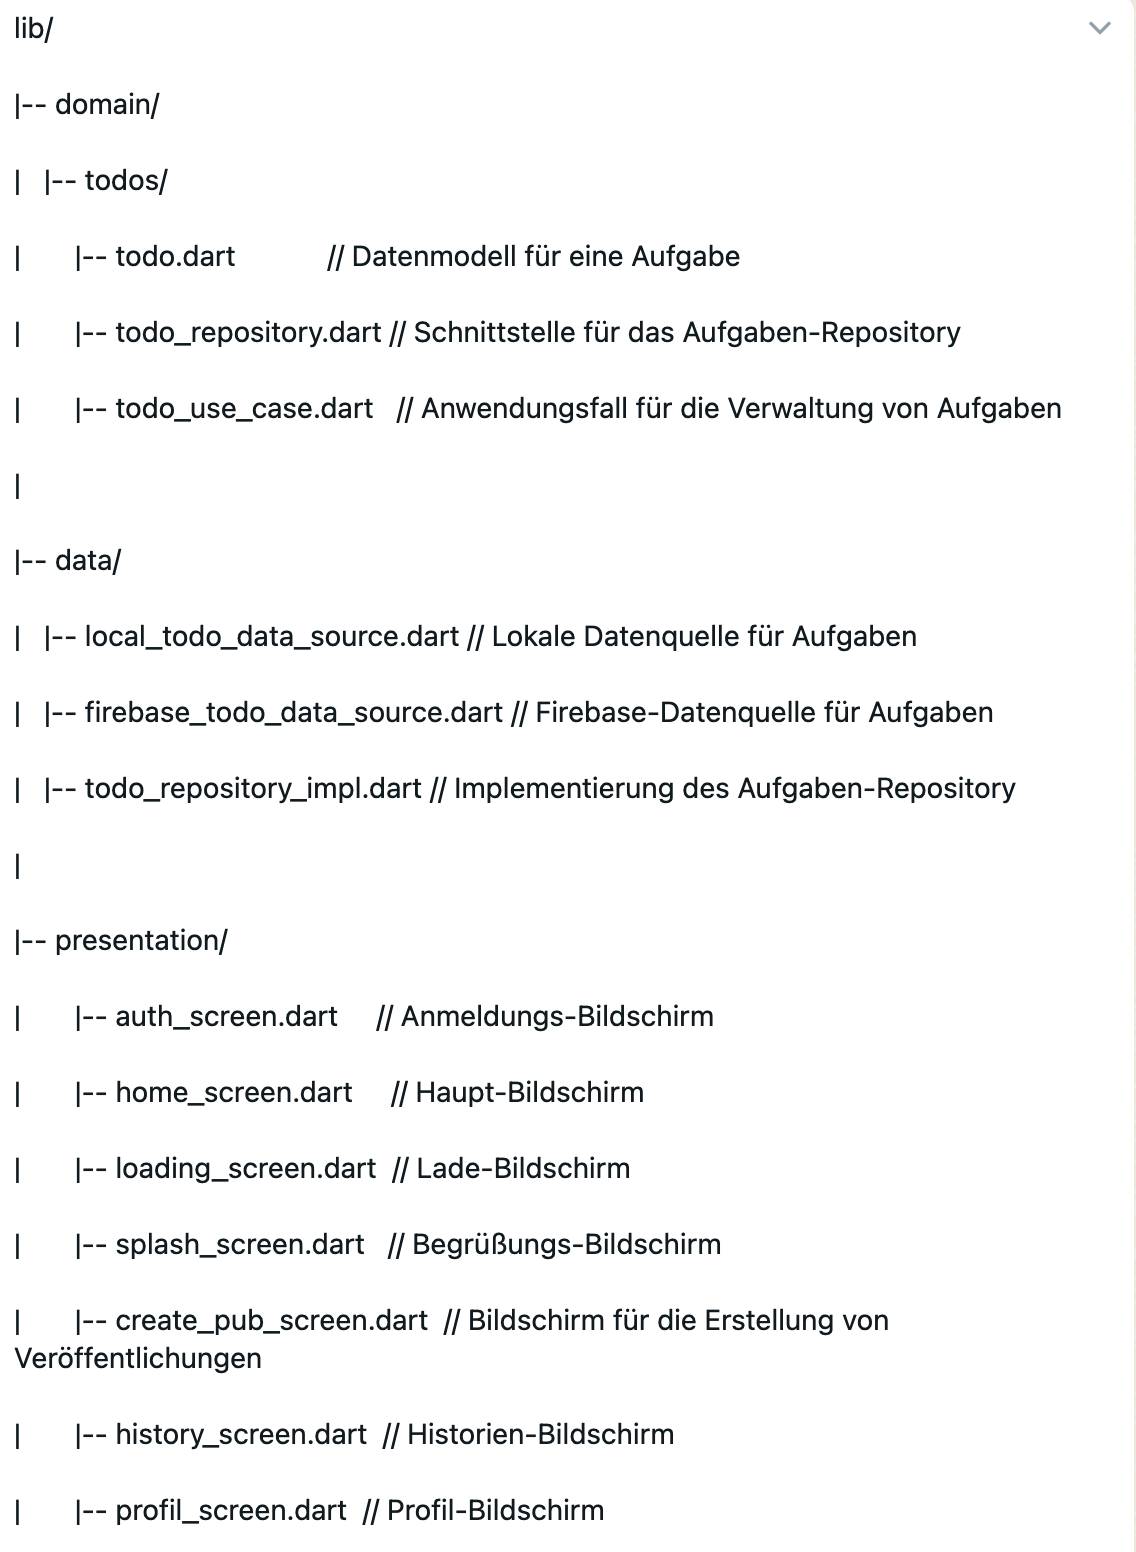 lib/
|-- domain/
|   |-- todos/
|       |-- todo.dart            // Datenmodell für eine Aufgabe
|       |-- todo_repository.dart // Schnittstelle für das Aufgaben-Repository
|       |-- todo_use_case.dart   // Anwendungsfall für die Verwaltung von Aufgaben
|
|-- data/
|   |-- local_todo_data_source.dart // Lokale Datenquelle für Aufgaben
|   |-- firebase_todo_data_source.dart // Firebase-Datenquelle für Aufgaben
|   |-- todo_repository_impl.dart // Implementierung des Aufgaben-Repository
|
|-- presentation/
|       |-- auth_screen.dart     // Anmeldungs-Bildschirm
|       |-- home_screen.dart     // Haupt-Bildschirm
|       |-- loading_screen.dart  // Lade-Bildschirm
|       |-- splash_screen.dart   // Begrüßungs-Bildschirm
|       |-- create_pub_screen.dart  // Bildschirm für die Erstellung von
Veröffentlichungen
|       |-- history_screen.dart  // Historien-Bildschirm
|       |-- profil_screen.dart  // Profil-Bildschirm